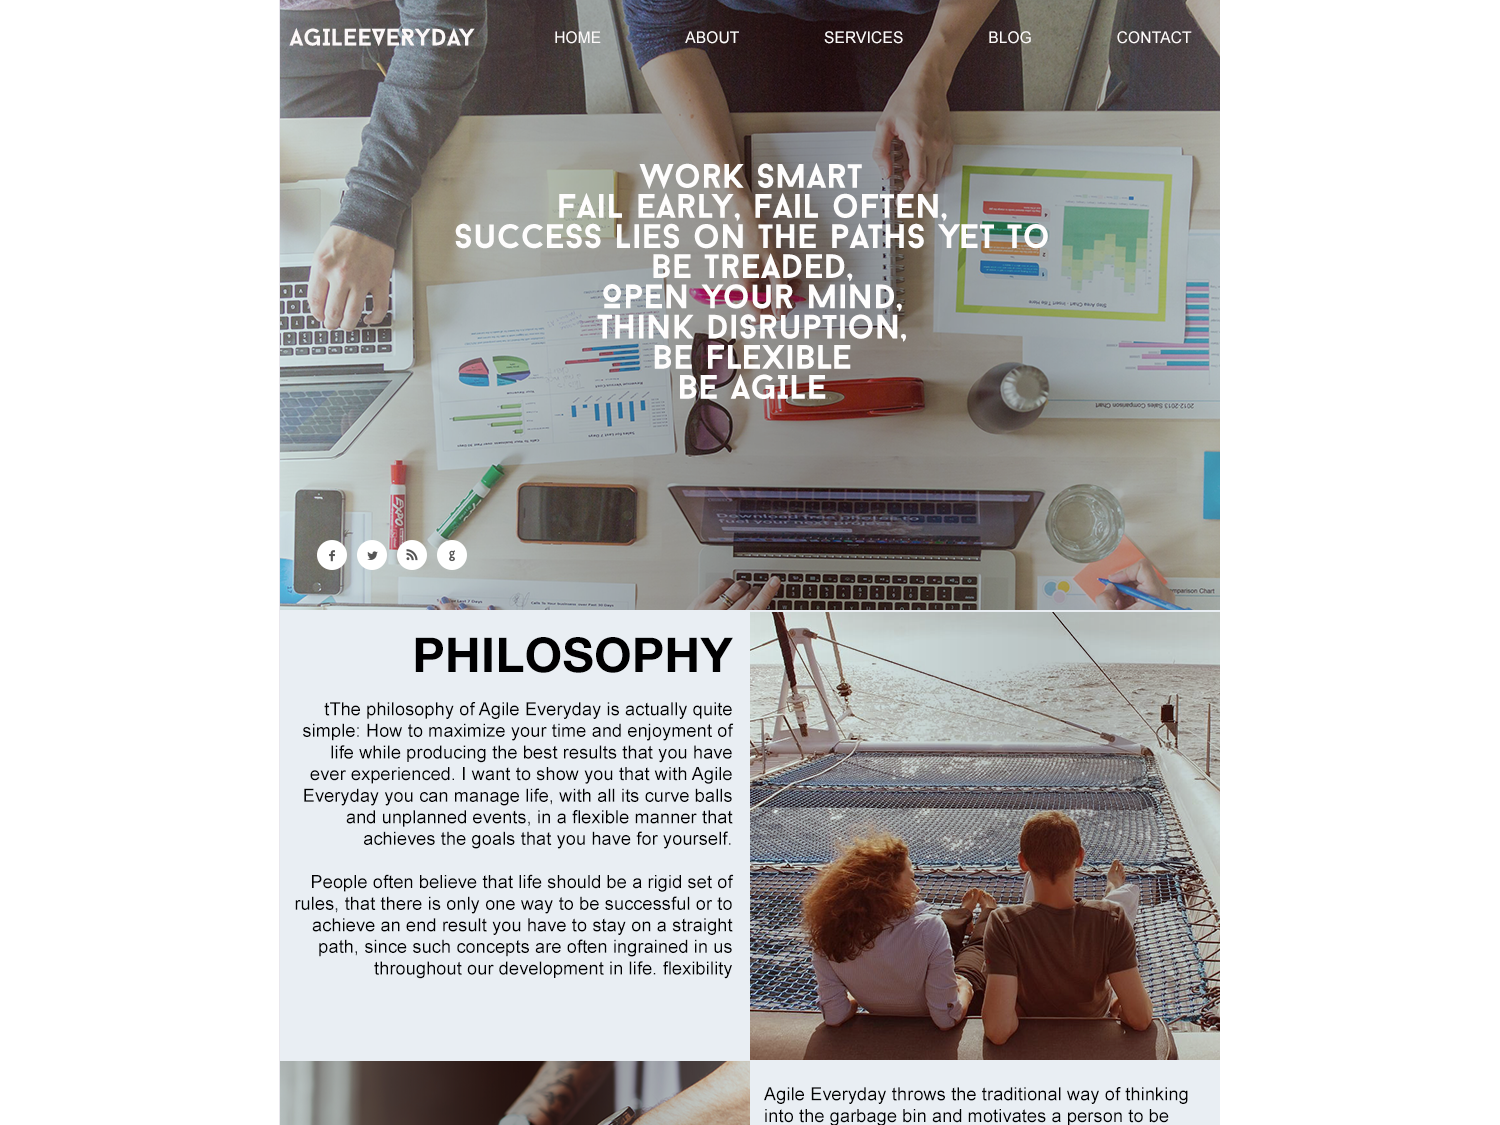 AGILEEVERYDAY
HOME
ABOUT
SERVICES
BLOG
CONTACT
WORK SMART
FAIL EARLY, FAIL OFTEN,
SUCCESS LIES ON THE PATHS YET TO
BE TREADED,
OPEN YOUR MIND,
THINK DISRUPTION,
BE FLEXIBLE
BE AGILE
EXPO
2012-2013 Sales Comparison Chart
PHILOSOPHY
tThe philosophy of Agile Everyday is actually quite
simple: How to maximize your time and enjoyment of
life while producing the best results that you have
ever experienced. I want to show you that with Agile
Everyday you can manage life, with all its curve balls
and unplanned events, in a flexible manner that
achieves the goals that you have for yourself.
People often believe that life should be a rigid set of
rules, that there is only one way to be successful or to
achieve an end result you have to stay on a straight
path, since such concepts are often ingrained in us
throughout our development in life. flexibility
Agile Everyday throws the traditional way of thinking
into the garbage bin and motivates a person to be